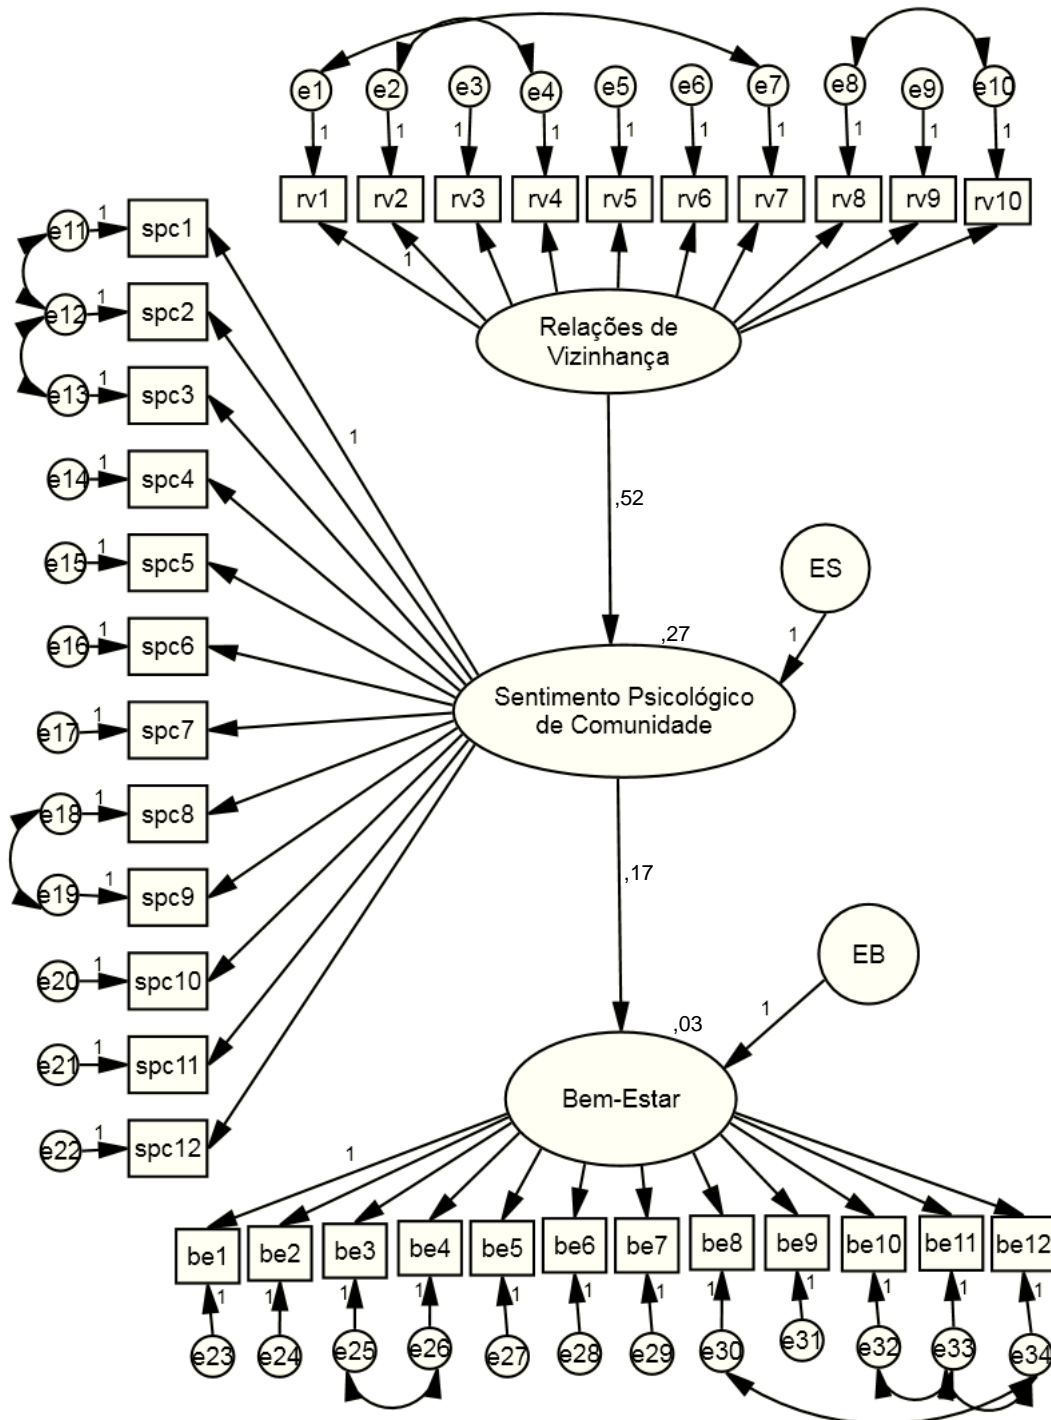 e1 e2 e3 e4 e5 e6 e7 e8 e9 e10
1 1 1 1 1 1 1 1 1 1
rv1 rv2 rv3 rv4 rv5 rv6 rv7 rv8 rv9 rv10
1
Relações de
Vizinhança
e11 1 spc1
e12 1 spc2
e13 1 spc3
1
e14 1 spc4
,52
e15 1 spc5
ES
e16 1 spc6
1
,27
Sentimento Psicológico
de Comunidade
e17 1 spc7
e18 1 spc8
,17
e19 1 spc9
EB
e20 1 spc10
1
,03
e21 1 spc11
Bem-Estar
e22 1 spc12
1
be1 be2 be3 be4 be5 be6 be7 be8 be9 be10 be11 be12
1 1 1 1 1 1 1 1 1 1 1 1
e23 e24 e25 e26 e27 e28 e29 e30 e31 e32 e33 e34